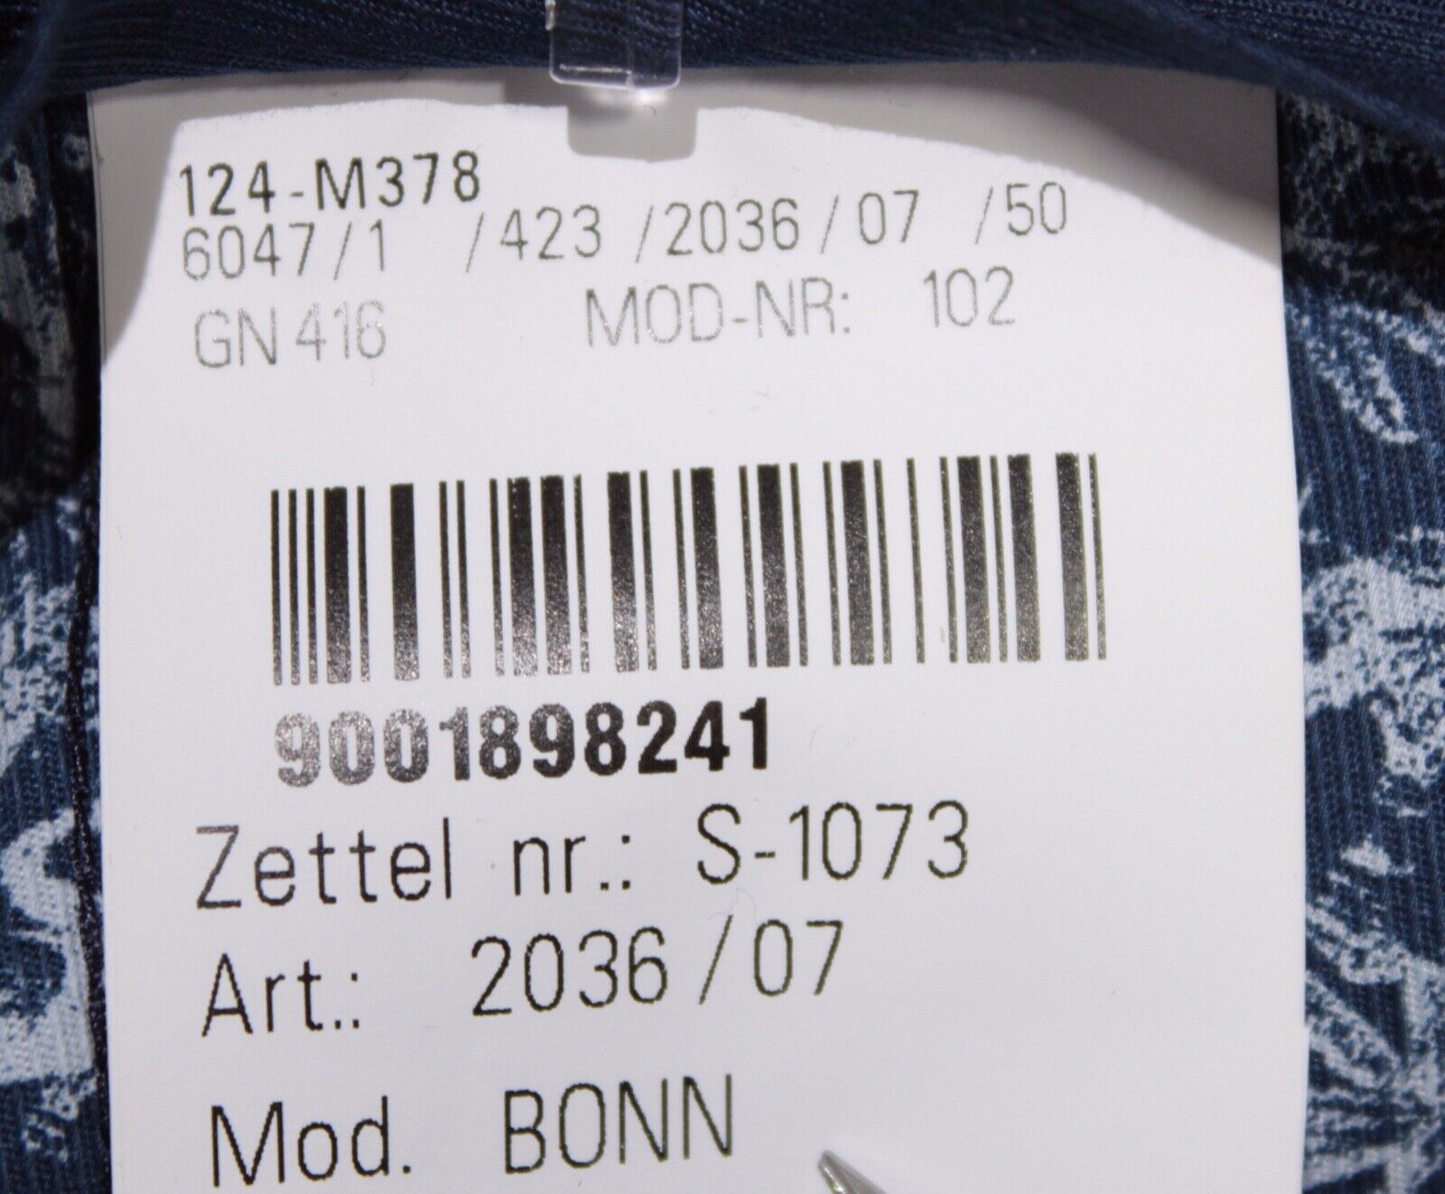 124-M378
6047/1 /423 /2036/07 /50
GN 416 MOD-NR: 102
9001898241
Zettel nr.: S-1073
Art.: 2036/07
Mod. BONN